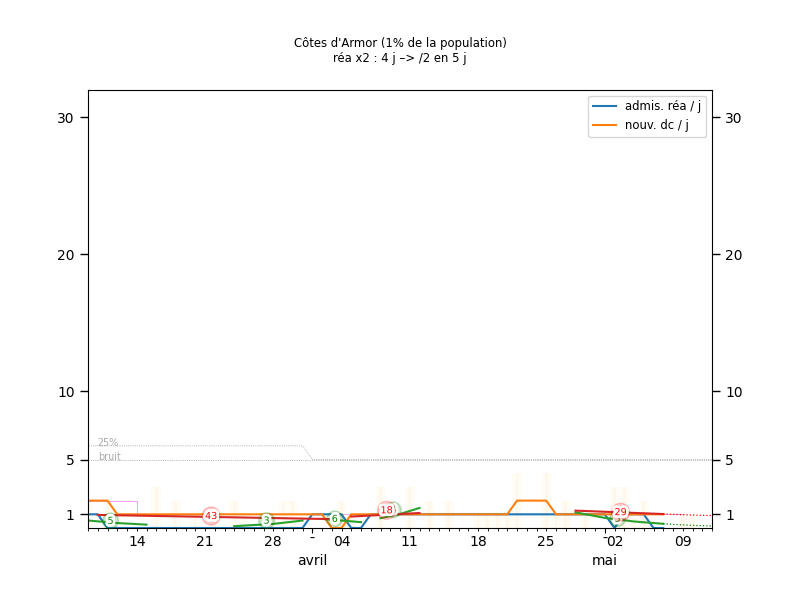 Côtes d'Armor (1% de la population)
réa x2 : 4 j –> /2 en 5 j
admis. réa / j
nouv. dc / j
30 30
20 20
10 10
25%
bruit
5 5
1 1
5 43 3 6 18 29
14 21 28 - 04 11 18 25 - 02 09
avril mai